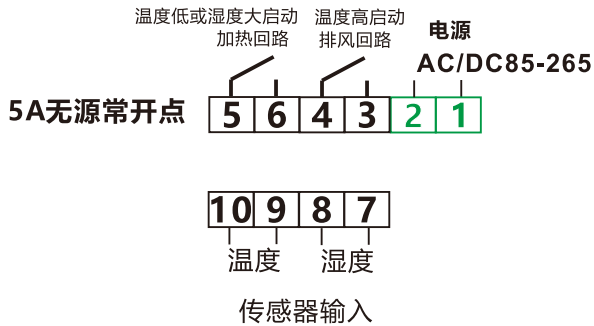 温度低或湿度大启动
加热回路
温度高启动
排风回路
电源
AC/DC85-265
5A无源常开点
5 6 4 3 2 1
10 9 8 7
温度 湿度
传感器输入